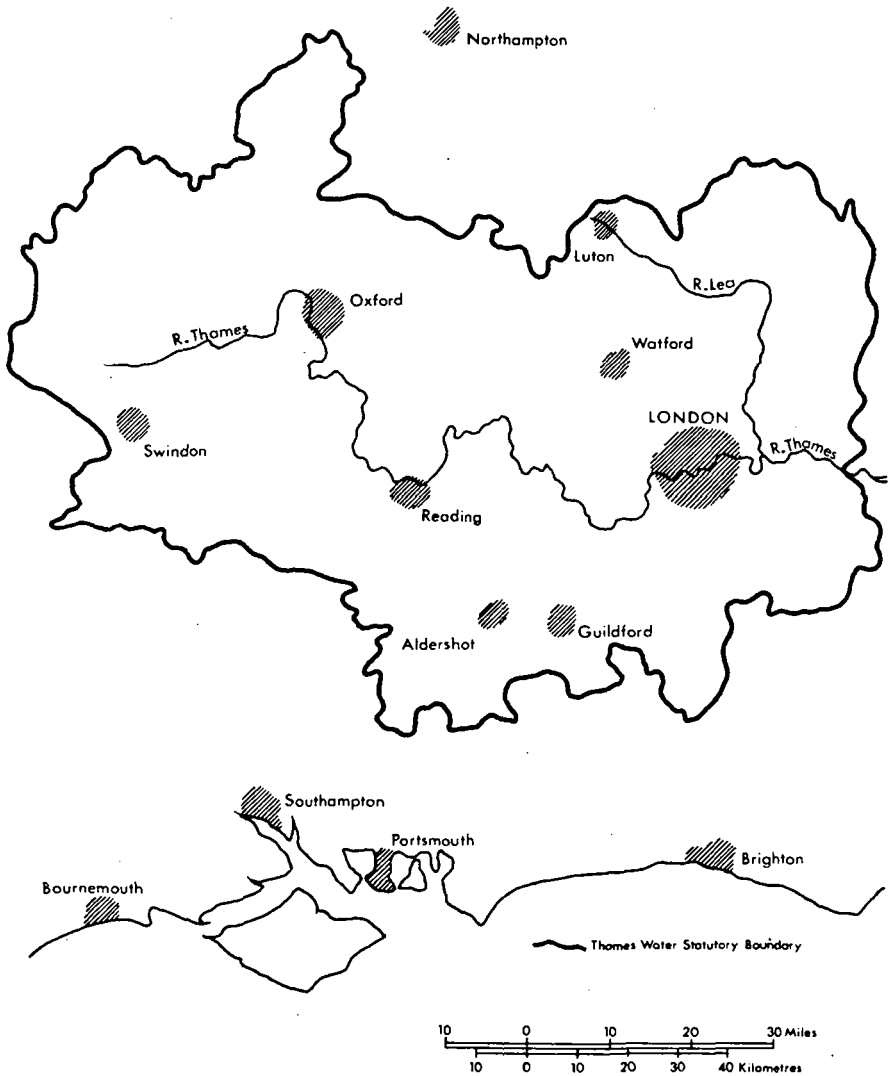 Northampton
Luton
R.Lea
Oxford
R.Thames
Watford
LONDON
R.Thames
Swindon
Reading
Aldershot
Guildford
Southampton
Portsmouth
Brighton
Bournemouth
Thames Water Statutory Boundary
10 0 10 20 30 Miles
10 0 10 20 30 40 Kilometres